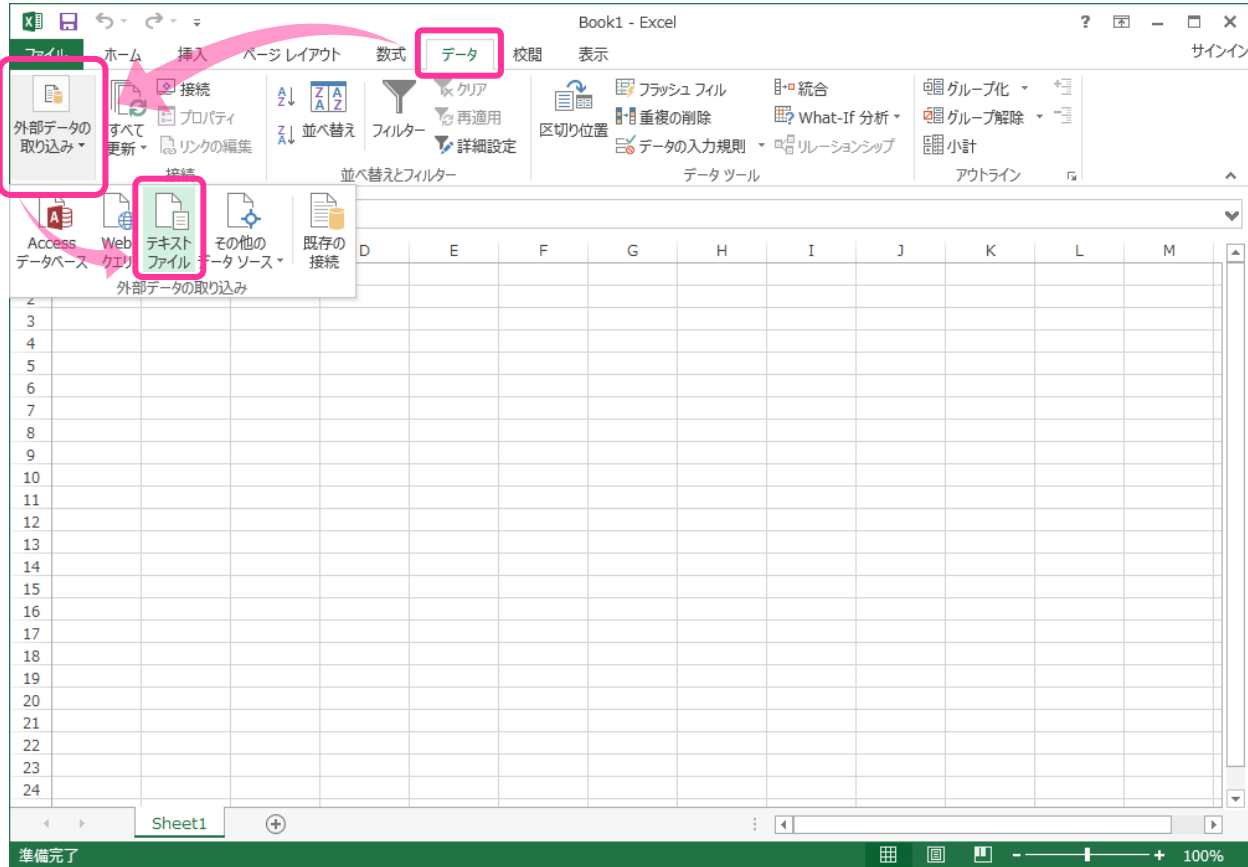 Book1 - Excel
?
ファイル ホーム 挿入 ページ レイアウト 数式 データ 校閲 表示 サインイン
外部データの
取り込み
すべて
更新
接続
プロパティ
リンクの編集
接続
並べ替え
フィルター
クリア
再適用
詳細設定
並べ替えとフィルター
区切り位置
フラッシュ フィル
重複の削除
データの入力規則
統合
What-If 分析
リレーションシップ
データ ツール
グループ化
グループ解除
小計
アウトライン
Access
データベース
Web
クエリ
テキスト
ファイル
その他の
データ ソース
既存の
接続
外部データの取り込み
D E F G H I J K L M
2
3
4
5
6
7
8
9
10
11
12
13
14
15
16
17
18
19
20
21
22
23
24
Sheet1
準備完了 100%